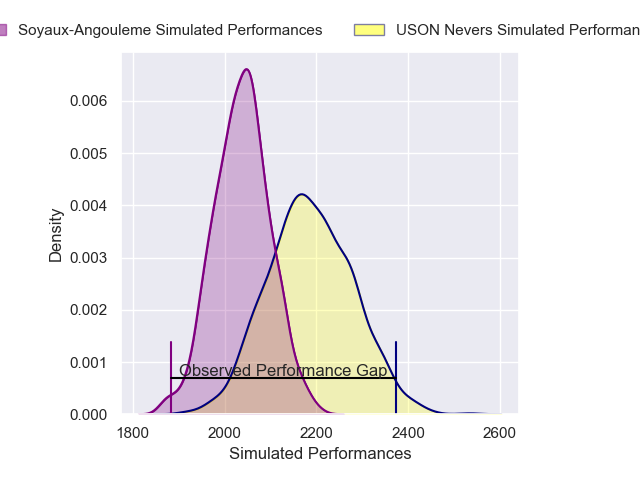 Soyaux-Angouleme Simulated Performances
USON Nevers Simulated
0.006
0.005
0.004
0.003
0.002
0.001
0.000
Density
Observed Performance Gap
1800 2000 2200 2400 2600
Simulated Performances